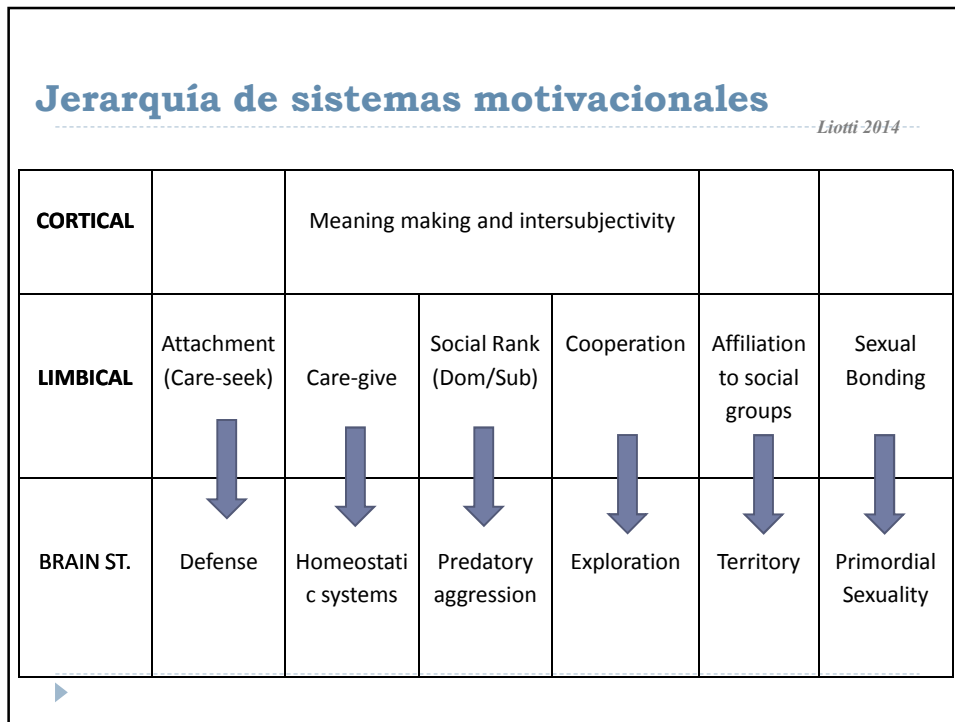 Jerarquía de sistemas motivacionales
Liotti 2014
CORTICAL
Meaning making and intersubjectivity
LIMBICAL
Attachment
(Care-seek)
Care-give
Social Rank
(Dom/Sub)
Cooperation
Affiliation
to social
groups
Sexual
Bonding
BRAIN ST.
Defense
Homeostati
c systems
Predatory
aggression
Exploration
Territory
Primordial
Sexuality